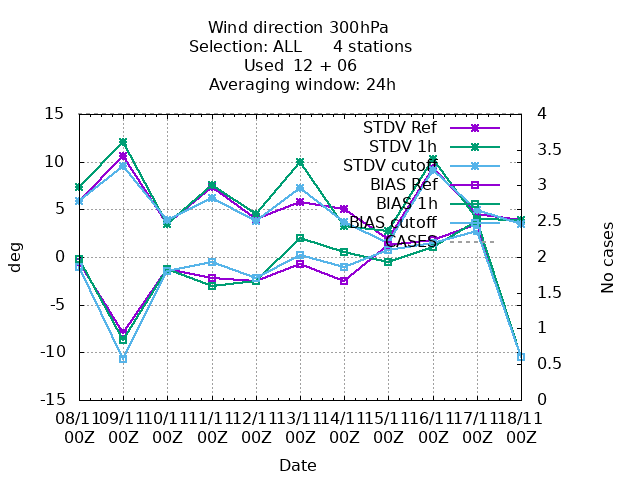 Wind direction 300hPa
Selection: ALL 4 stations
Used 12 + 06
Averaging window: 24h
15 4
STDV Ref
STDV 1h
3.5
10 STDV cutoff 3
BIAS Ref
5 BIAS 1h 2.5
BIAS cutoff
CASES
0 2
deg No cases
-5 1.5
1
-10 0.5
-15 0
08/11 09/11 10/11 11/11 12/11 13/11 14/11 15/11 16/11 17/11 18/11
00Z 00Z 00Z 00Z 00Z 00Z 00Z 00Z 00Z 00Z 00Z
Date